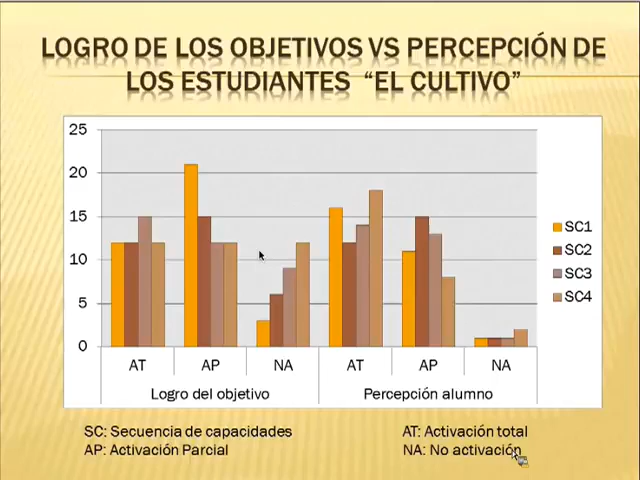 LOGRO DE LOS OBJETIVOS VS PERCEPCIÓN DE
LOS ESTUDIANTES “EL CULTIVO”
25
20
15
10
5
0
AT AP NA AT AP NA
Logro del objetivo Percepción alumno
SC1
SC2
SC3
SC4
SC: Secuencia de capacidades AT: Activación total
AP: Activación Parcial NA: No activación